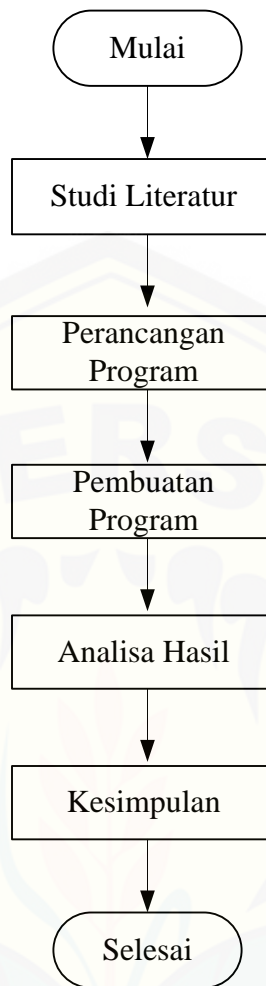 Mulai
Studi Literatur
Perancangan
Program
Pembuatan
Program
Analisa Hasil
Kesimpulan
Selesai